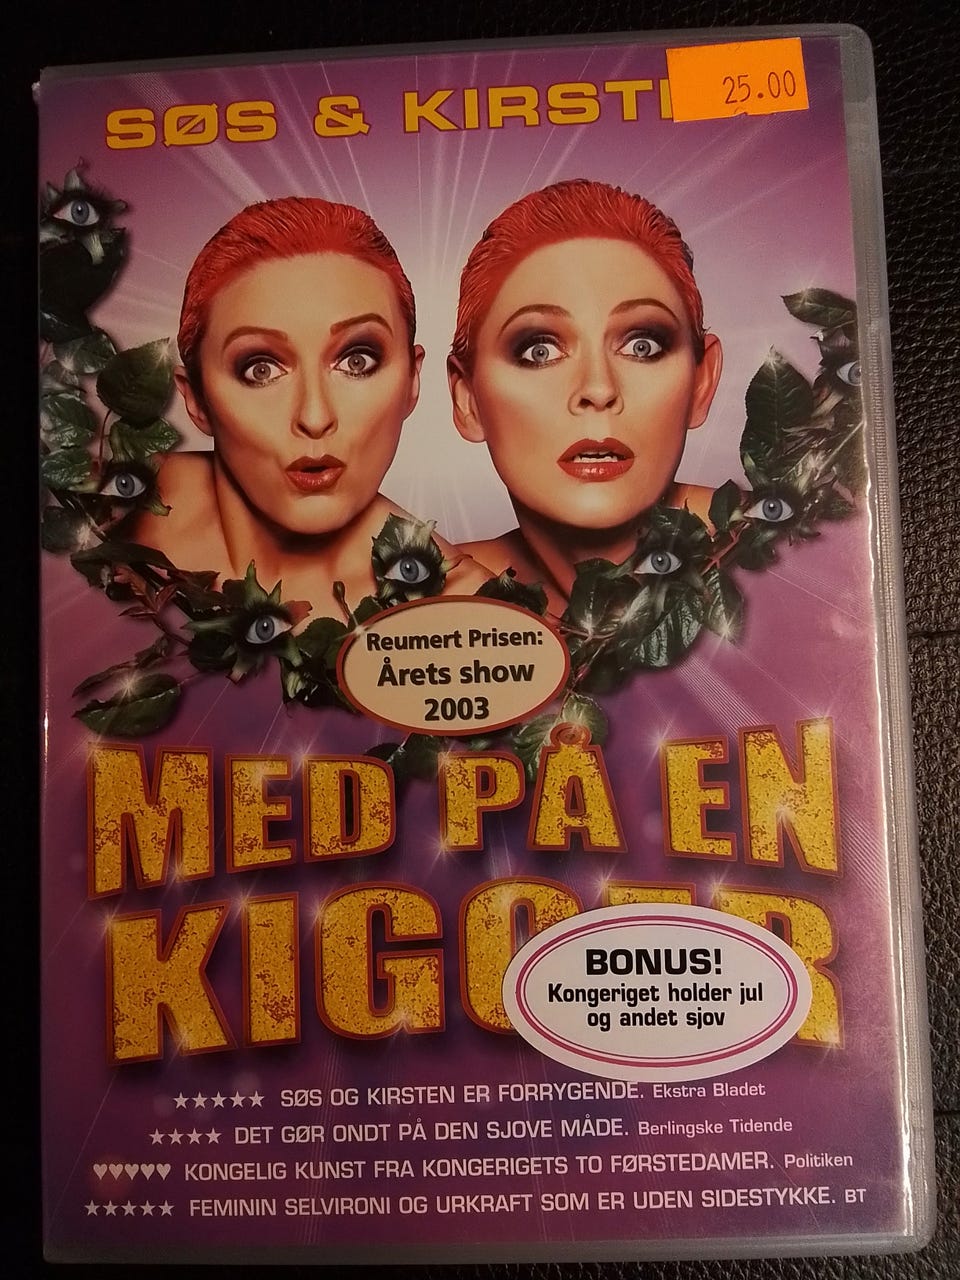 25.00
SØS & KIRSTE
Reumert Prisen:
Årets show
2003
MED PÅ EN
KIGGER
BONUS!
Kongeriget holder jul
og andet sjov
★★★★★ SØS OG KIRSTEN ER FORRYGENDE. Ekstra Bladet
★★★★ DET GØR ONDT PÅ DEN SJOVE MÅDE. Berlingske Tidende
♥♥♥♥♥ KONGELIG KUNST FRA KONGERIGETS TO FØRSTEDAMER. Politiken
★★★★★ FEMININ SELVIRONI OG URKRAFT SOM ER UDEN SIDESTYKKE. BT